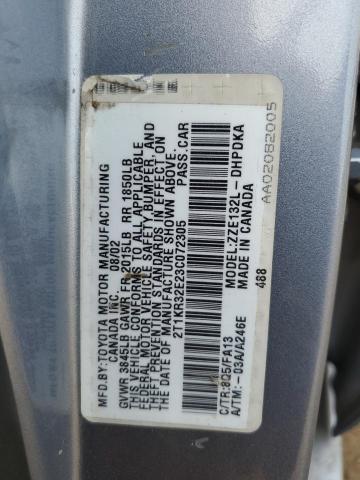 MFD.BY:TOYOTA MOTOR MANUFACTURING
CANADA INC. 08/02
GVWR 3845LB GAWR FR 2015LB RR 1850LB
THIS VEHICLE CONFORMS TO ALL APPLICABLE
FEDERAL MOTOR VEHICLE SAFETY,BUMPER, AND
THEFT PREVENTION STANDARDS IN EFFECT ON
THE DATE OF MANUFACTURE SHOWN ABOVE.
2T1KR32E23C072305 PASS.CAR
C/TR:8Q5/FA13 MODEL:ZZE132L-DHPDKA
A/TM:-03A/A246E MADE IN CANADA
488
AA02082005